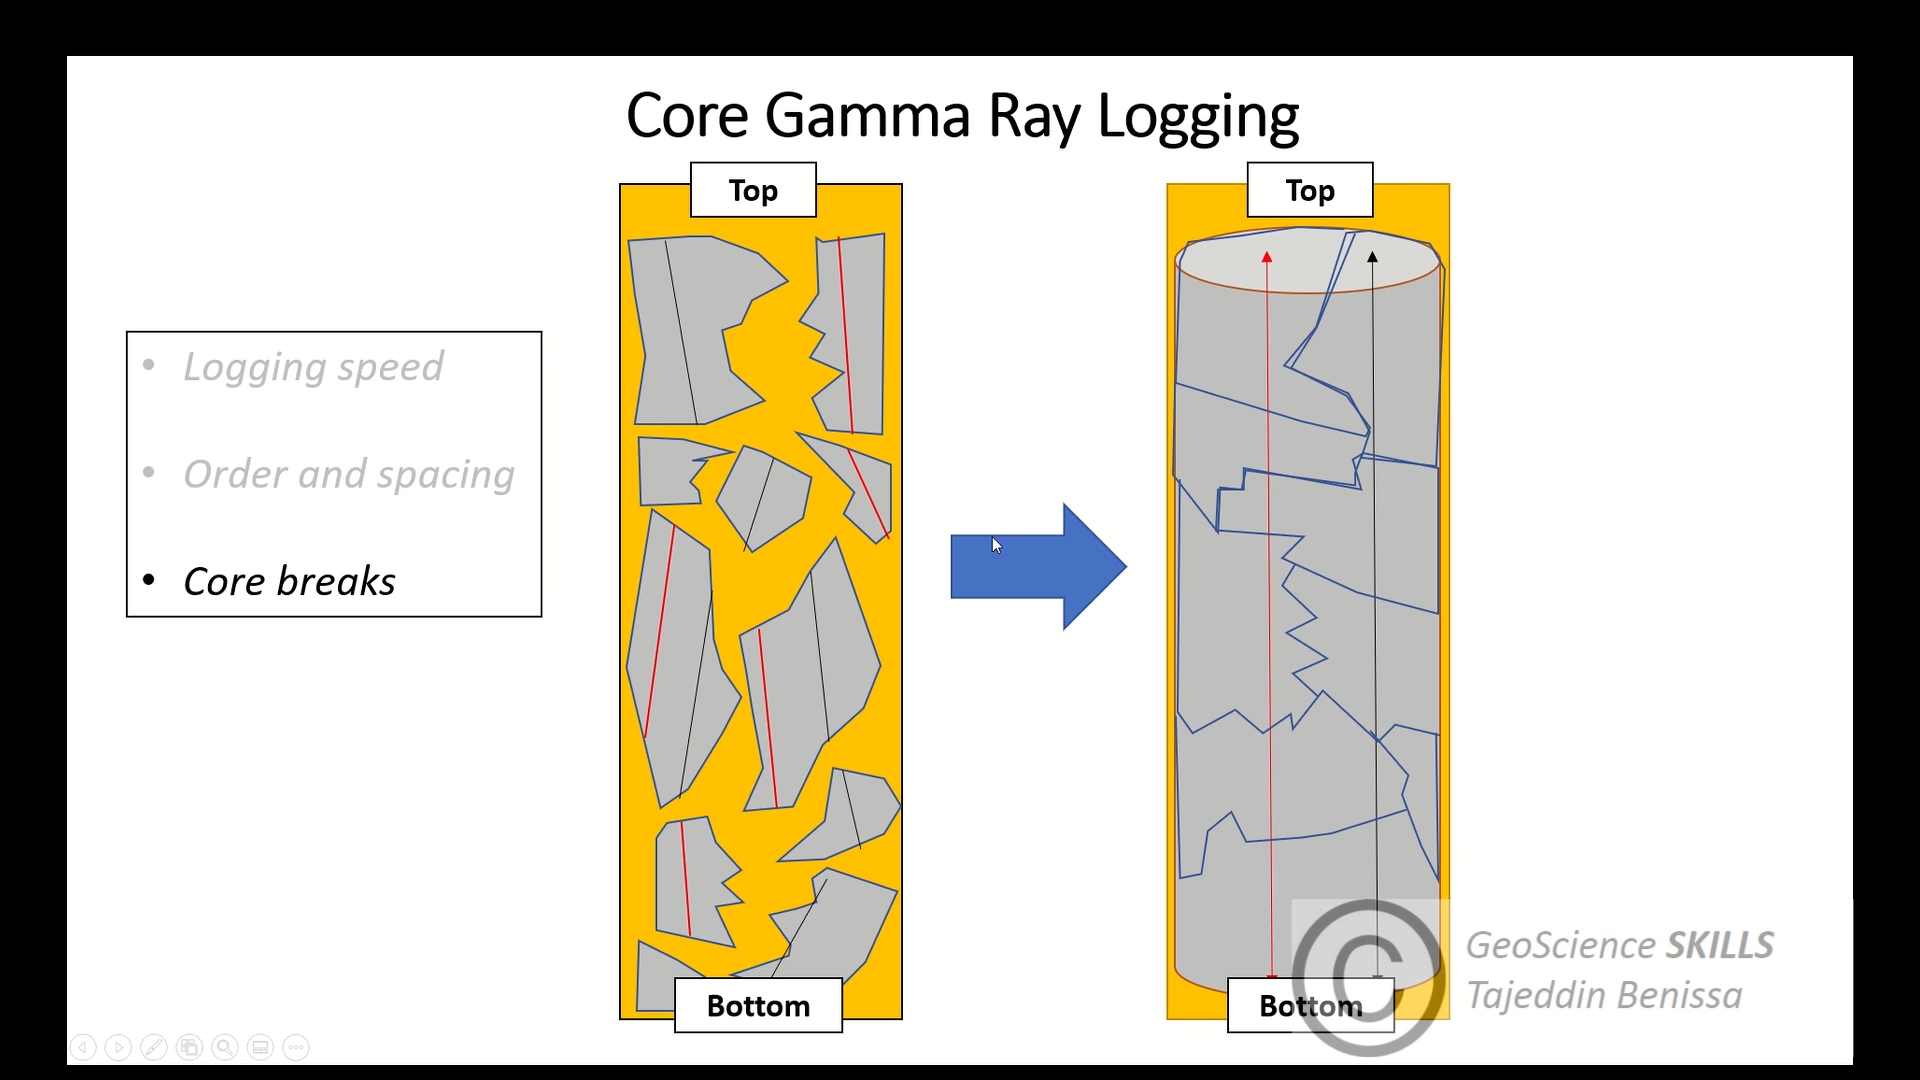 Core Gamma Ray Logging
Top
Top
• Logging speed
• Order and spacing
• Core breaks
GeoScience SKILLS
Tajeddin Benissa
Bottom
Bottom
©